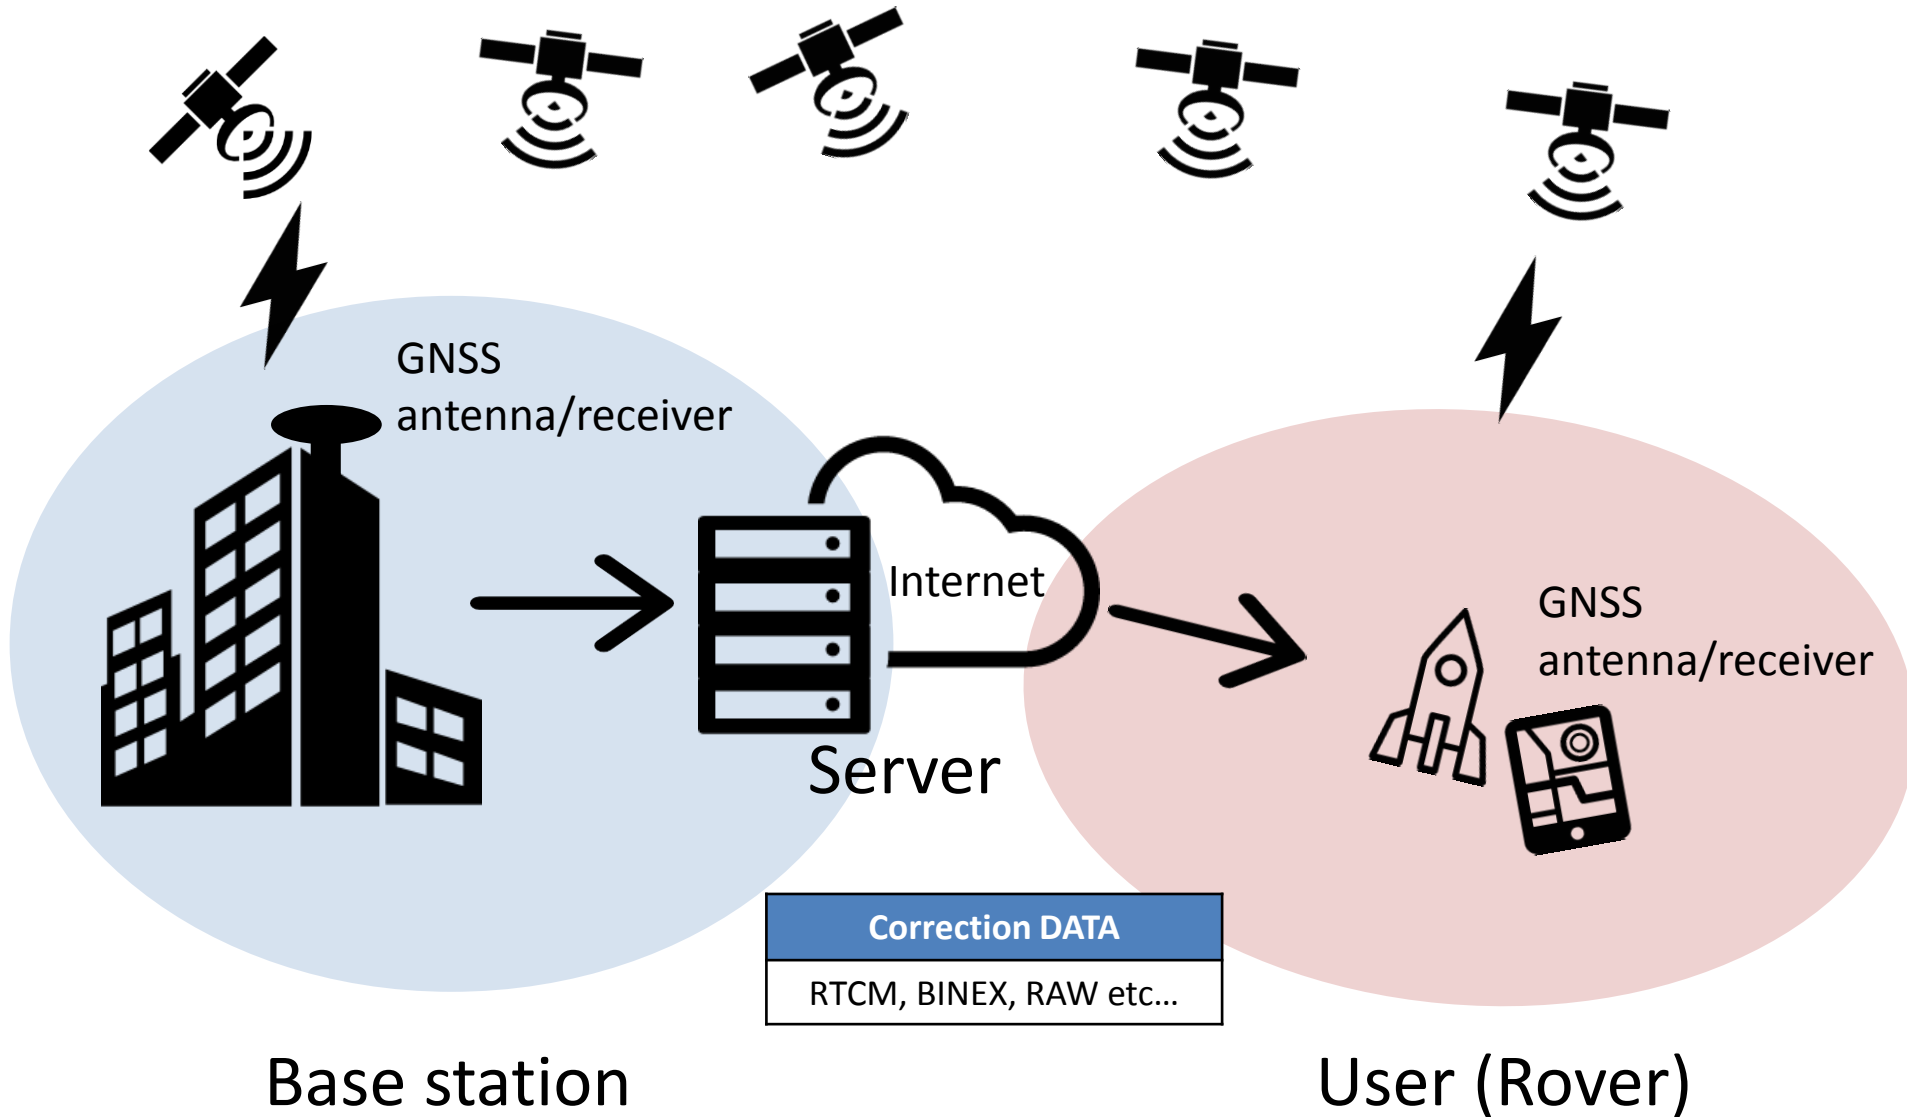 GNSS
antenna/receiver
Internet
Server
GNSS
antenna/receiver
Correction DATA
RTCM, BINEX, RAW etc...
Base station
User (Rover)